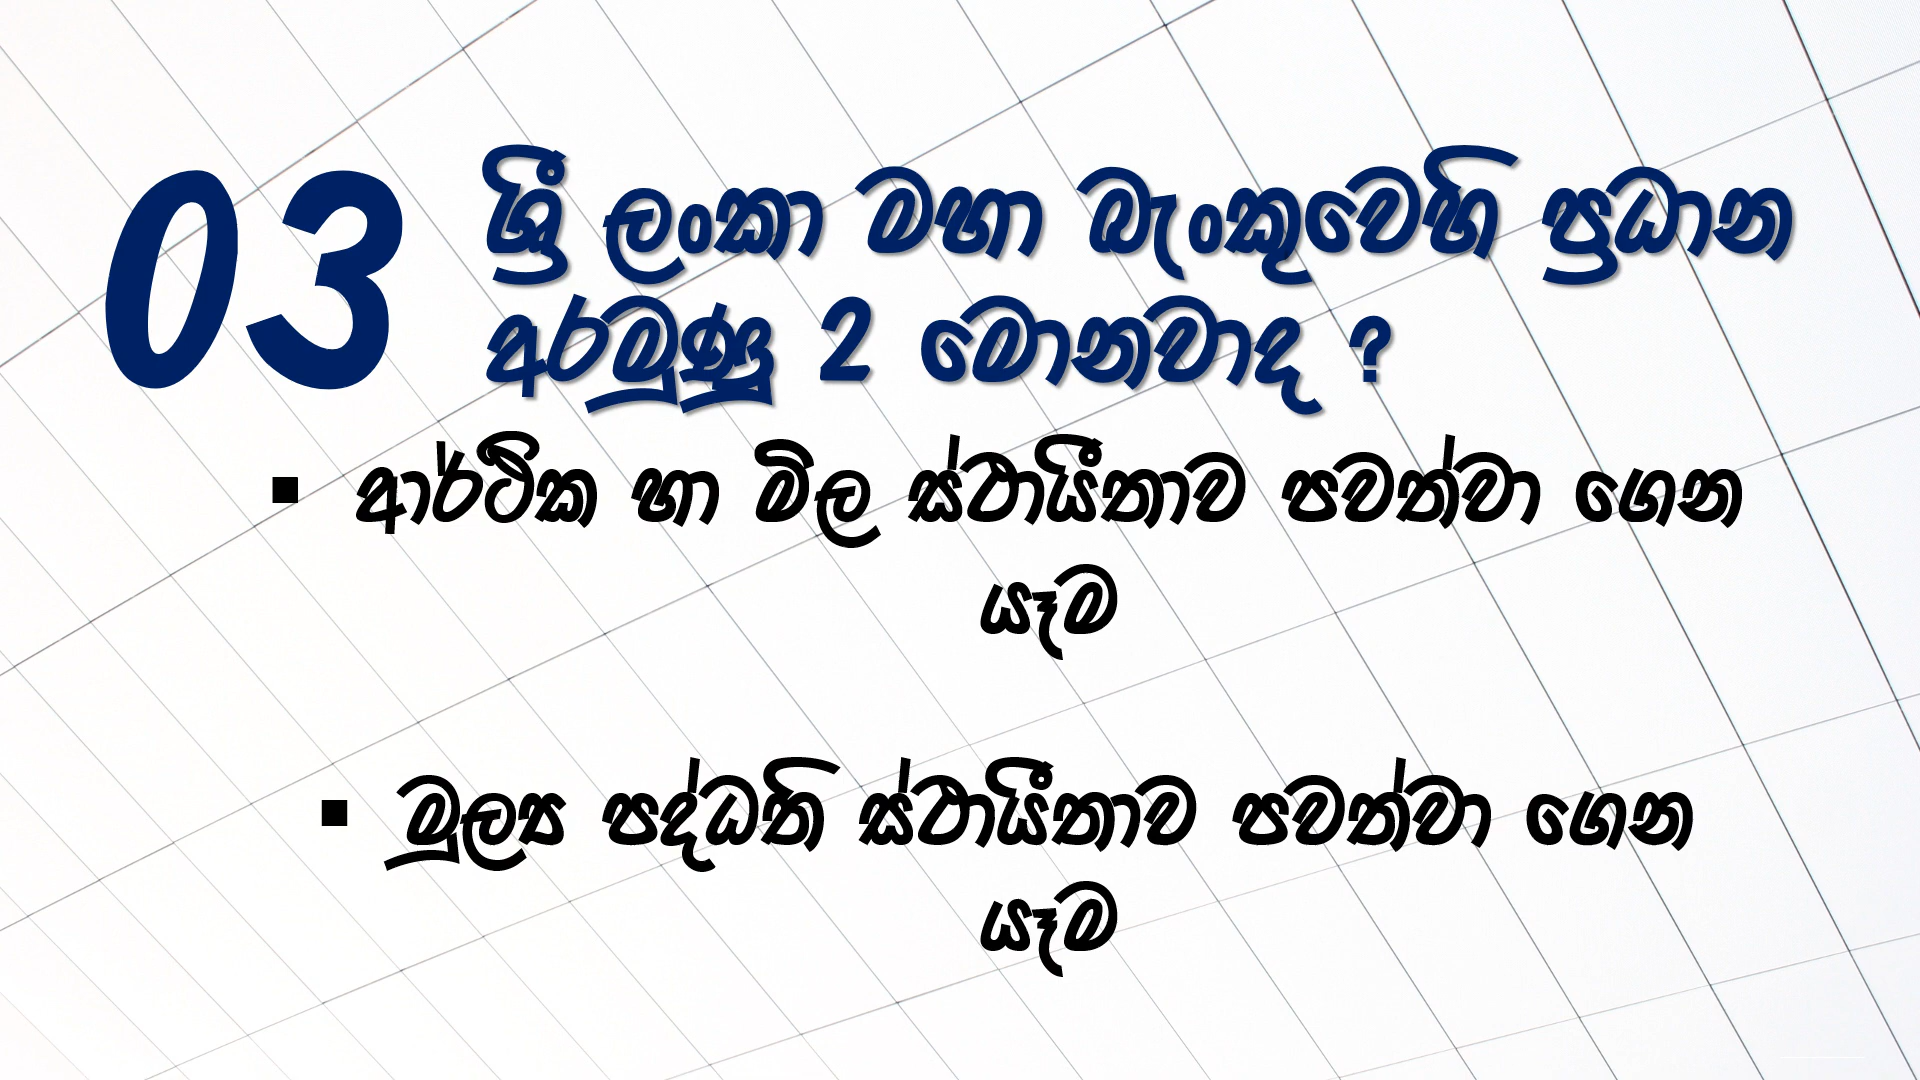 03 ශ්‍රී ලංකා මහා බැංකුවෙහි ප්‍රධාන
අරමුණු 2 මොනවාද ?
▪ ආර්ථික හා මිල ස්ථායීතාව පවත්වා ගෙන
යෑම
▪ මූල්‍ය පද්ධති ස්ථායීතාව පවත්වා ගෙන
යෑම